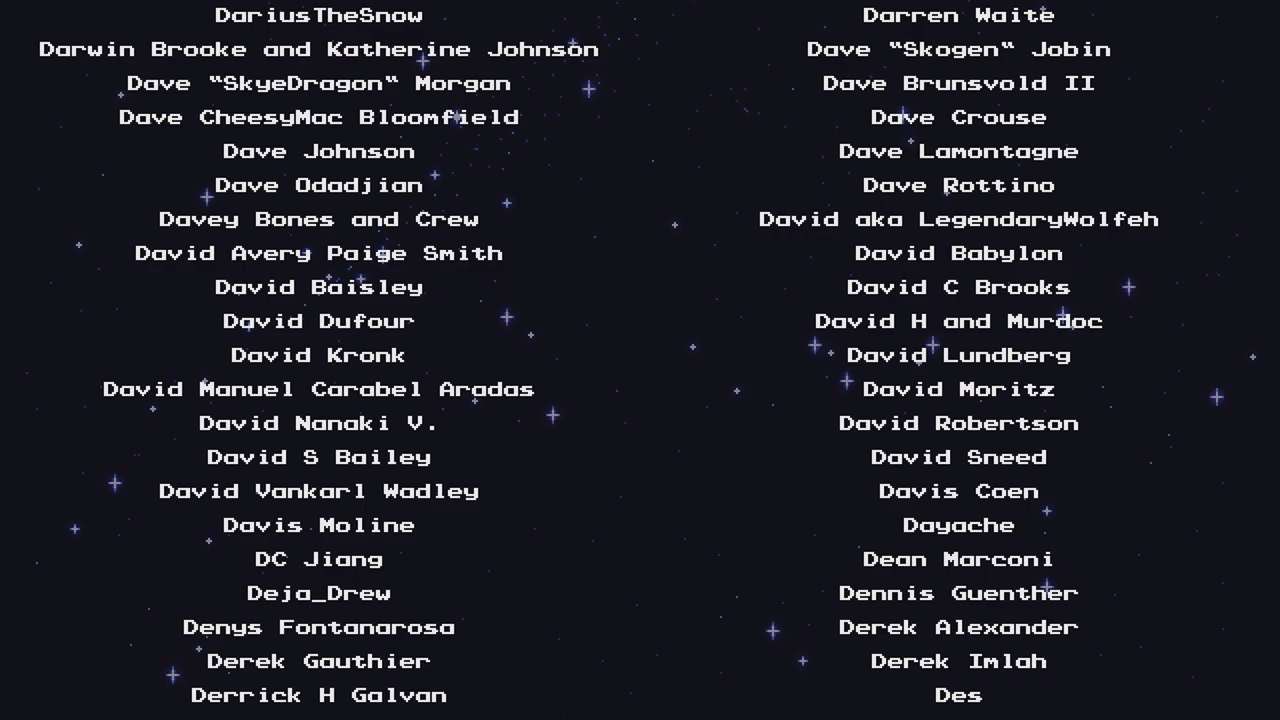 DariusTheSnow
Darren Waite
Darwin Brooke and Katherine Johnson
Dave "Skogen" Jobin
Dave "SkyeDragon" Morgan
Dave Brunsvold II
Dave CheesyMac Bloomfield
Dave Crouse
Dave Johnson
Dave Lamontagne
Dave Odadjian
Dave Rottino
Davey Bones and Crew
David aka LegendaryWolfeh
David Avery Paige Smith
David Babylon
David Baisley
David C Brooks
David Dufour
David H and Murdoc
David Kronk
David Lundberg
David Manuel Carabel Aradas
David Moritz
David Nanaki V.
David Robertson
David S Bailey
David Sneed
David Vankarl Wadley
Davis Coen
Davis Moline
Dayache
DC Jiang
Dean Marconi
Deja_Drew
Dennis Guenther
Denys Fontanarosa
Derek Alexander
Derek Gauthier
Derek Imlah
Derrick H Galvan
Des